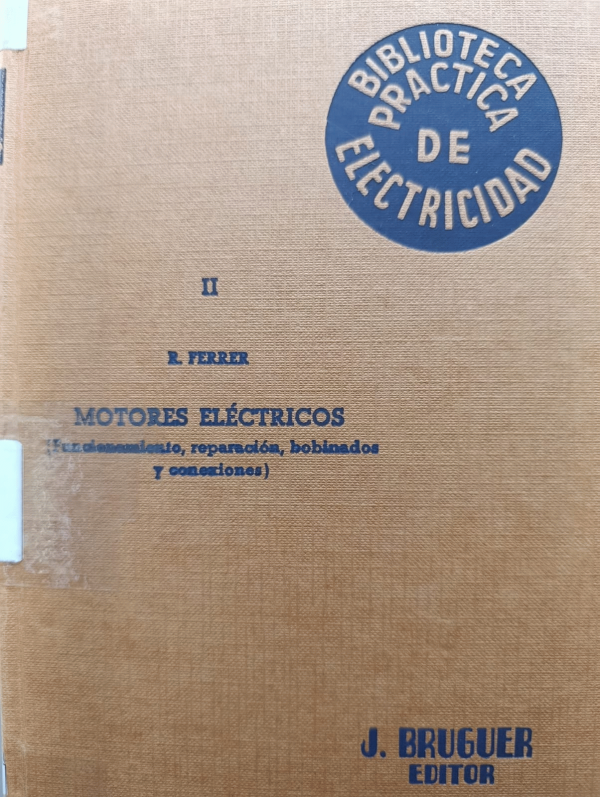 BIBLIOTECA
PRACTICA
DE
ELECTRICIDAD
II
R. FERRER
MOTORES ELÉCTRICOS
(Funcionamiento, reparación, bobinados
y conexiones)
J. BRUGUER
EDITOR